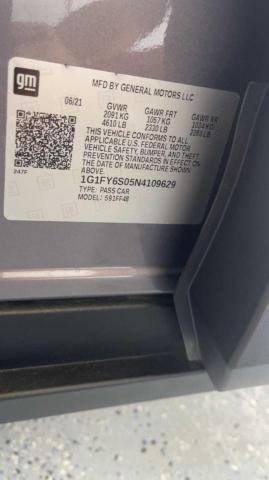 gm
MFD BY GENERAL MOTORS LLC
06/21 GVWR GAWR FRT GAWR RR
2091 KG 1057 KG 1034 KG
4610 LB 2330 LB 2280 LB
THIS VEHICLE CONFORMS TO ALL
APPLICABLE U.S. FEDERAL MOTOR
VEHICLE SAFETY, BUMPER, AND THEFT
PREVENTION STANDARDS IN EFFECT ON
THE DATE OF MANUFACTURE SHOWN ABOVE.
1G1FY6S05N4109629
TYPE: PASS CAR
MODEL: 591FF48
247F